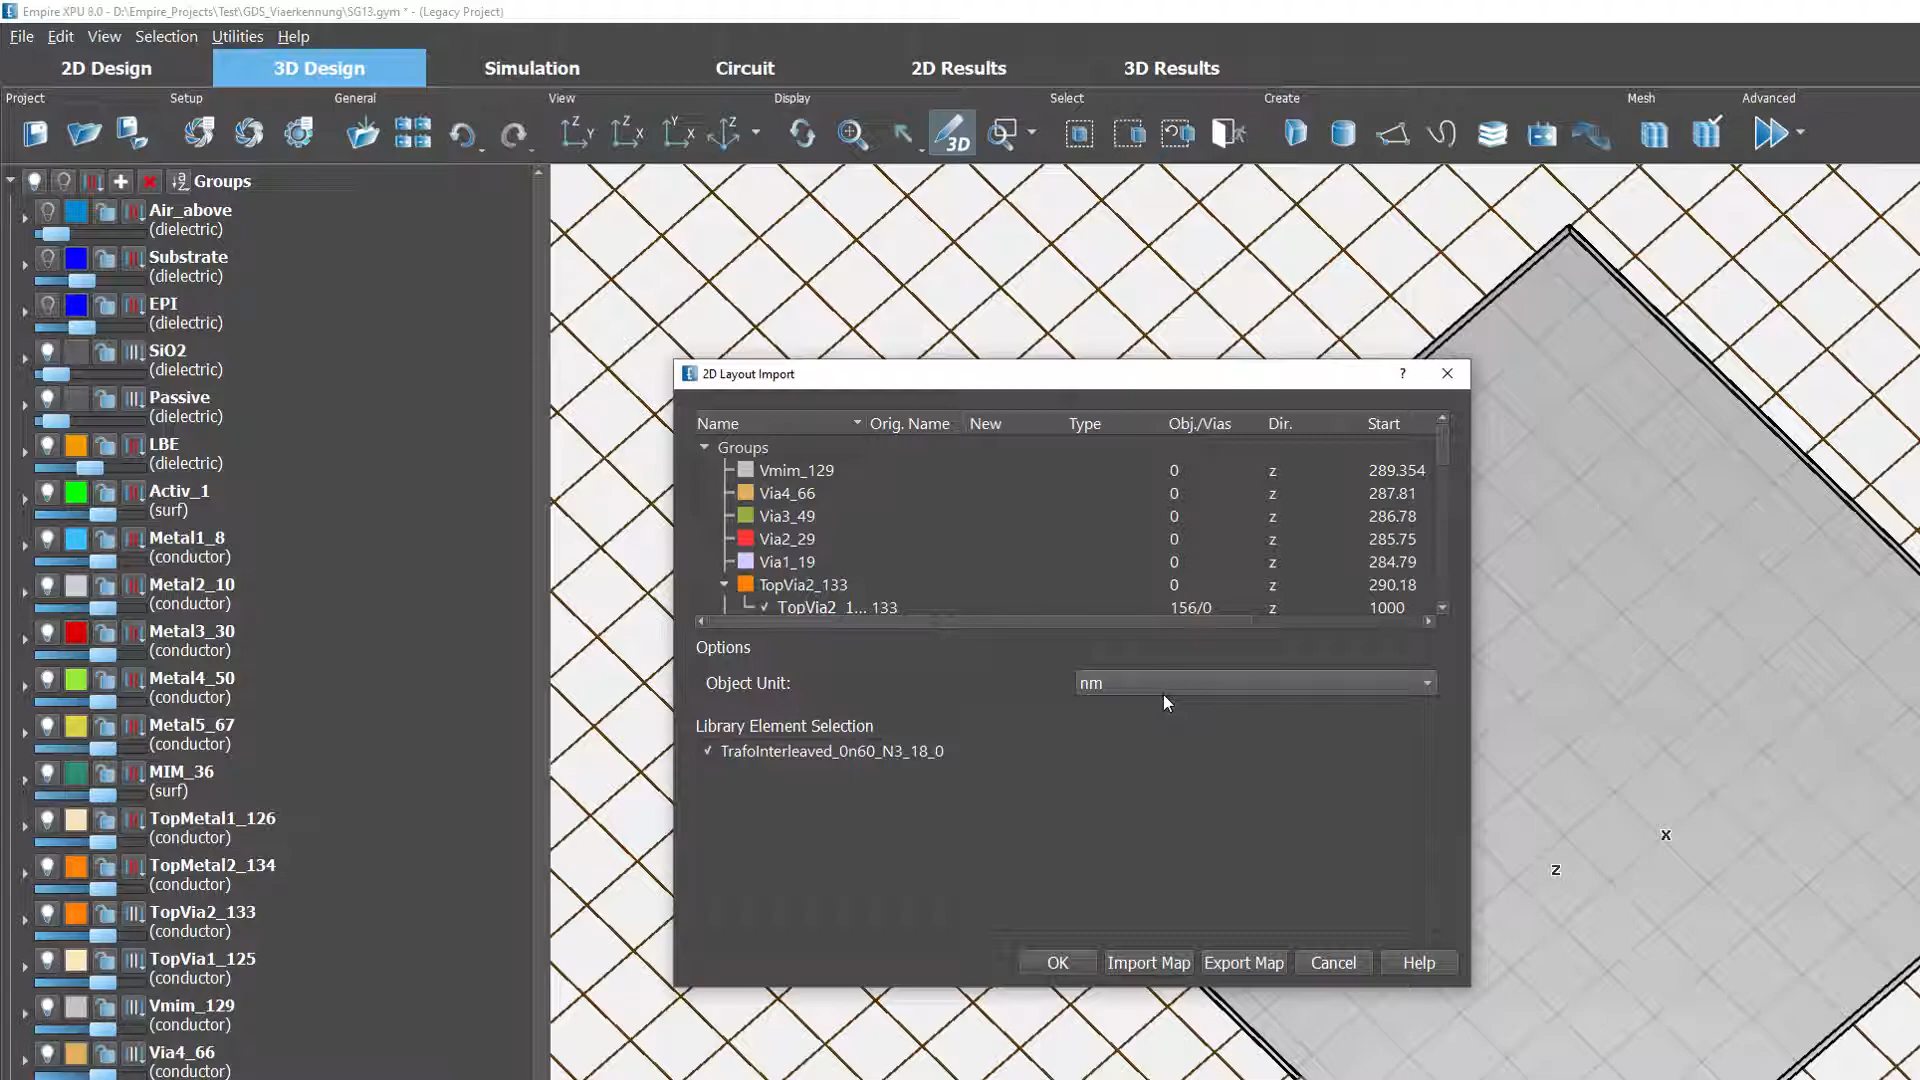 Empire XPU 8.0 - D:\Empire_Projects\Test\GDS_Viaerkennung\SG13.gym * - (Legacy Project)
File Edit View Selection Utilities Help
2D Design 3D Design Simulation Circuit 2D Results 3D Results
Project Setup General View Display Select Create Mesh Advanced
Z Y Z X Y X Z 3D
Groups
Air_above
(dielectric)
Substrate
(dielectric)
EPI
(dielectric)
SiO2
(dielectric)
Passive
(dielectric)
LBE
(dielectric)
Activ_1
(surf)
Metal1_8
(conductor)
Metal2_10
(conductor)
Metal3_30
(conductor)
Metal4_50
(conductor)
Metal5_67
(conductor)
MIM_36
(surf)
TopMetal1_126
(conductor)
TopMetal2_134
(conductor)
TopVia2_133
(conductor)
TopVia1_125
(conductor)
Vmim_129
(conductor)
Via4_66
(conductor)
2D Layout Import ?
Name Orig. Name New Type Obj./Vias Dir. Start
Groups
Vmim_129 0 z 289.354
Via4_66 0 z 287.81
Via3_49 0 z 286.78
Via2_29 0 z 285.75
Via1_19 0 z 284.79
TopVia2_133 0 z 290.18
TopVia2_1... 133 156/0 z 1000
Options
Object Unit: nm
Library Element Selection
TrafoInterleaved_0n60_N3_18_0
OK Import Map Export Map Cancel Help
x
z